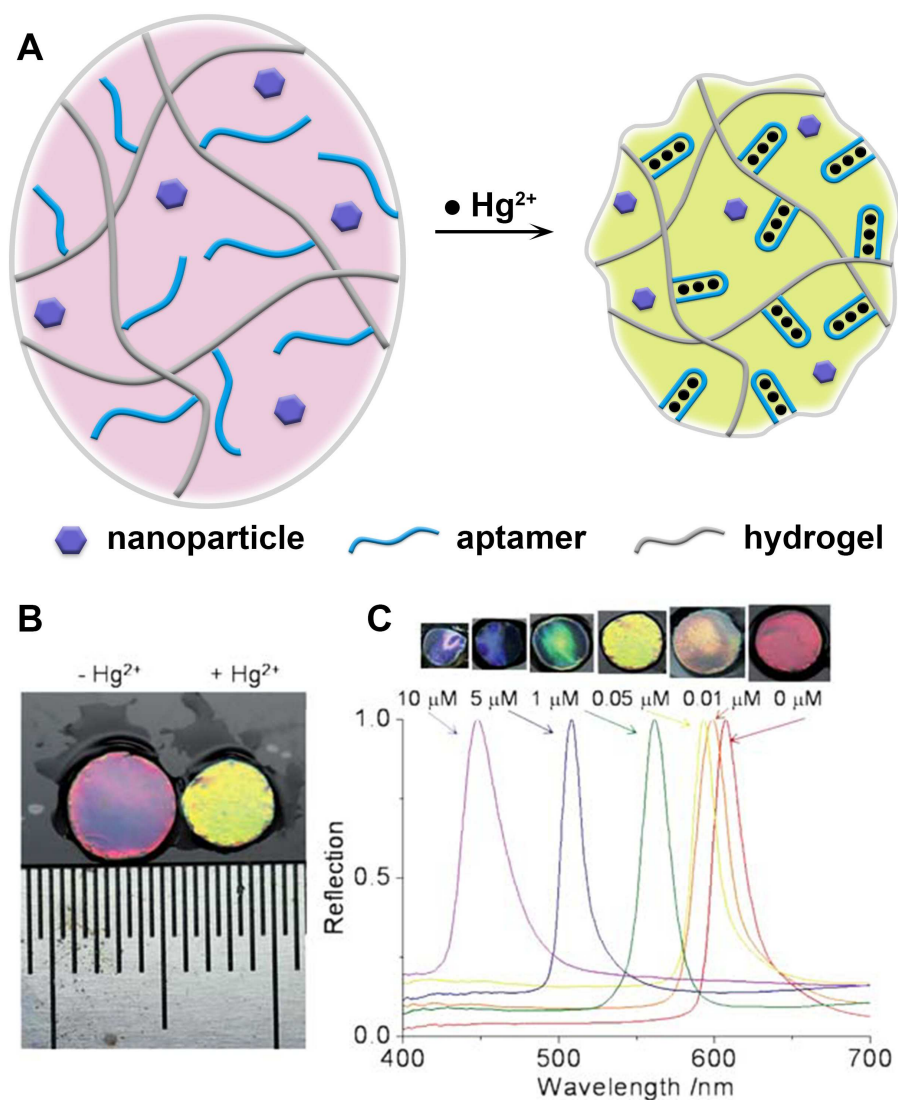 A
● Hg²⁺
nanoparticle
aptamer
hydrogel
B
- Hg²⁺ + Hg²⁺
C
10 μM 5 μM 1 μM 0.05 μM 0.01 μM 0 μM
1.0
0.5
0.0
Reflection
400 500 600 700
Wavelength /nm